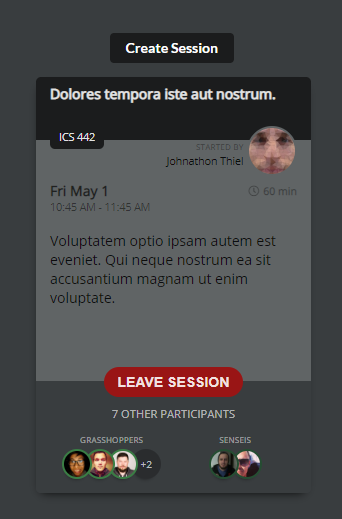 Create Session
Dolores tempora iste aut nostrum.
ICS 442
STARTED BY
Johnathon Thiel
Fri May 1
60 min
10:45 AM - 11:45 AM
Voluptatem optio ipsam autem est
eveniet. Qui neque nostrum ea sit
accusantium magnam ut enim
voluptate.
LEAVE SESSION
7 OTHER PARTICIPANTS
GRASSHOPPERS
SENSEIS
+2